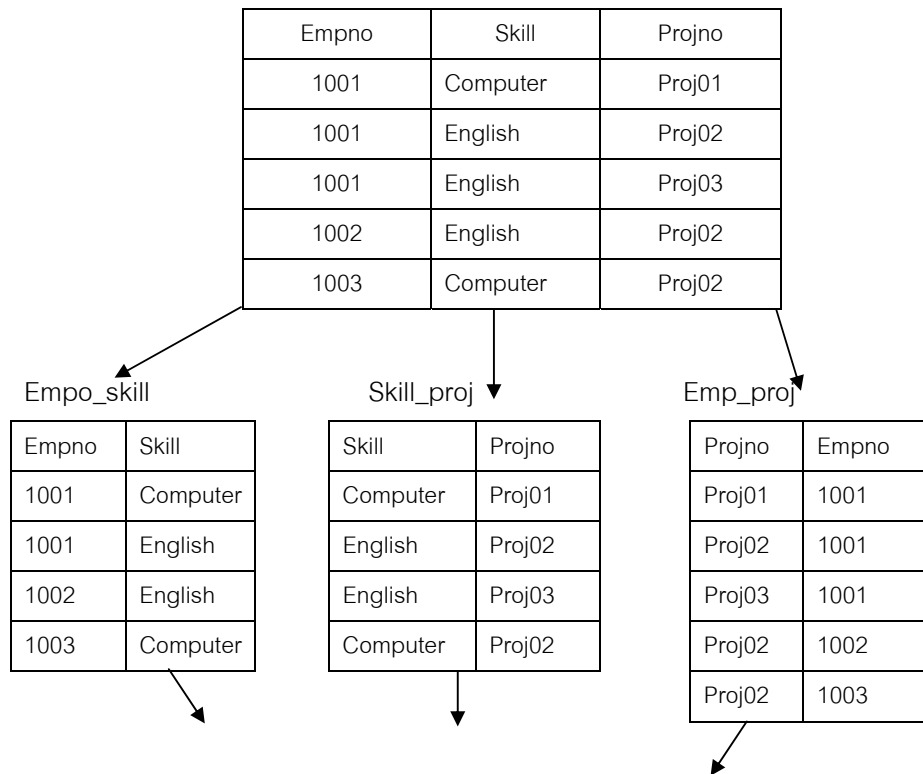 Empno Skill Projno
1001 Computer Proj01
1001 English Proj02
1001 English Proj03
1002 English Proj02
1003 Computer Proj02
Empo_skill
Empno Skill
1001 Computer
1001 English
1002 English
1003 Computer
Skill_proj
Skill Projno
Computer Proj01
English Proj02
English Proj03
Computer Proj02
Emp_proj
Projno Empno
Proj01 1001
Proj02 1001
Proj03 1001
Proj02 1002
Proj02 1003